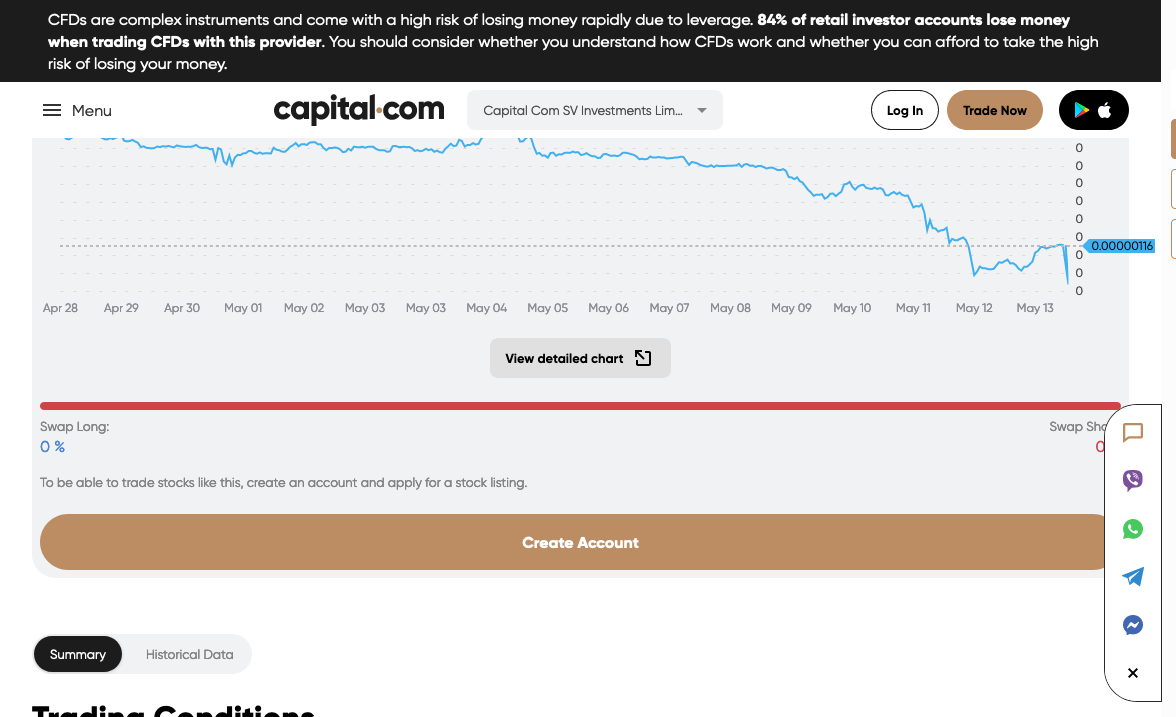 CFDs are complex instruments and come with a high risk of losing money rapidly due to leverage. 84% of retail investor accounts lose money
when trading CFDs with this provider. You should consider whether you understand how CFDs work and whether you can afford to take the high
risk of losing your money.
Menu
capital.com
Capital Com SV Investments Lim...
Log In
Trade Now
0
0
0
0
0
0
0.00000116
0
0
0
Apr 28 Apr 29 Apr 30 May 01 May 02 May 03 May 03 May 04 May 05 May 06 May 07 May 08 May 09 May 10 May 11 May 12 May 13
View detailed chart
Swap Long:
Swap Sho
0 %
0
To be able to trade stocks like this, create an account and apply for a stock listing.
Create Account
Summary
Historical Data
Trading Conditions